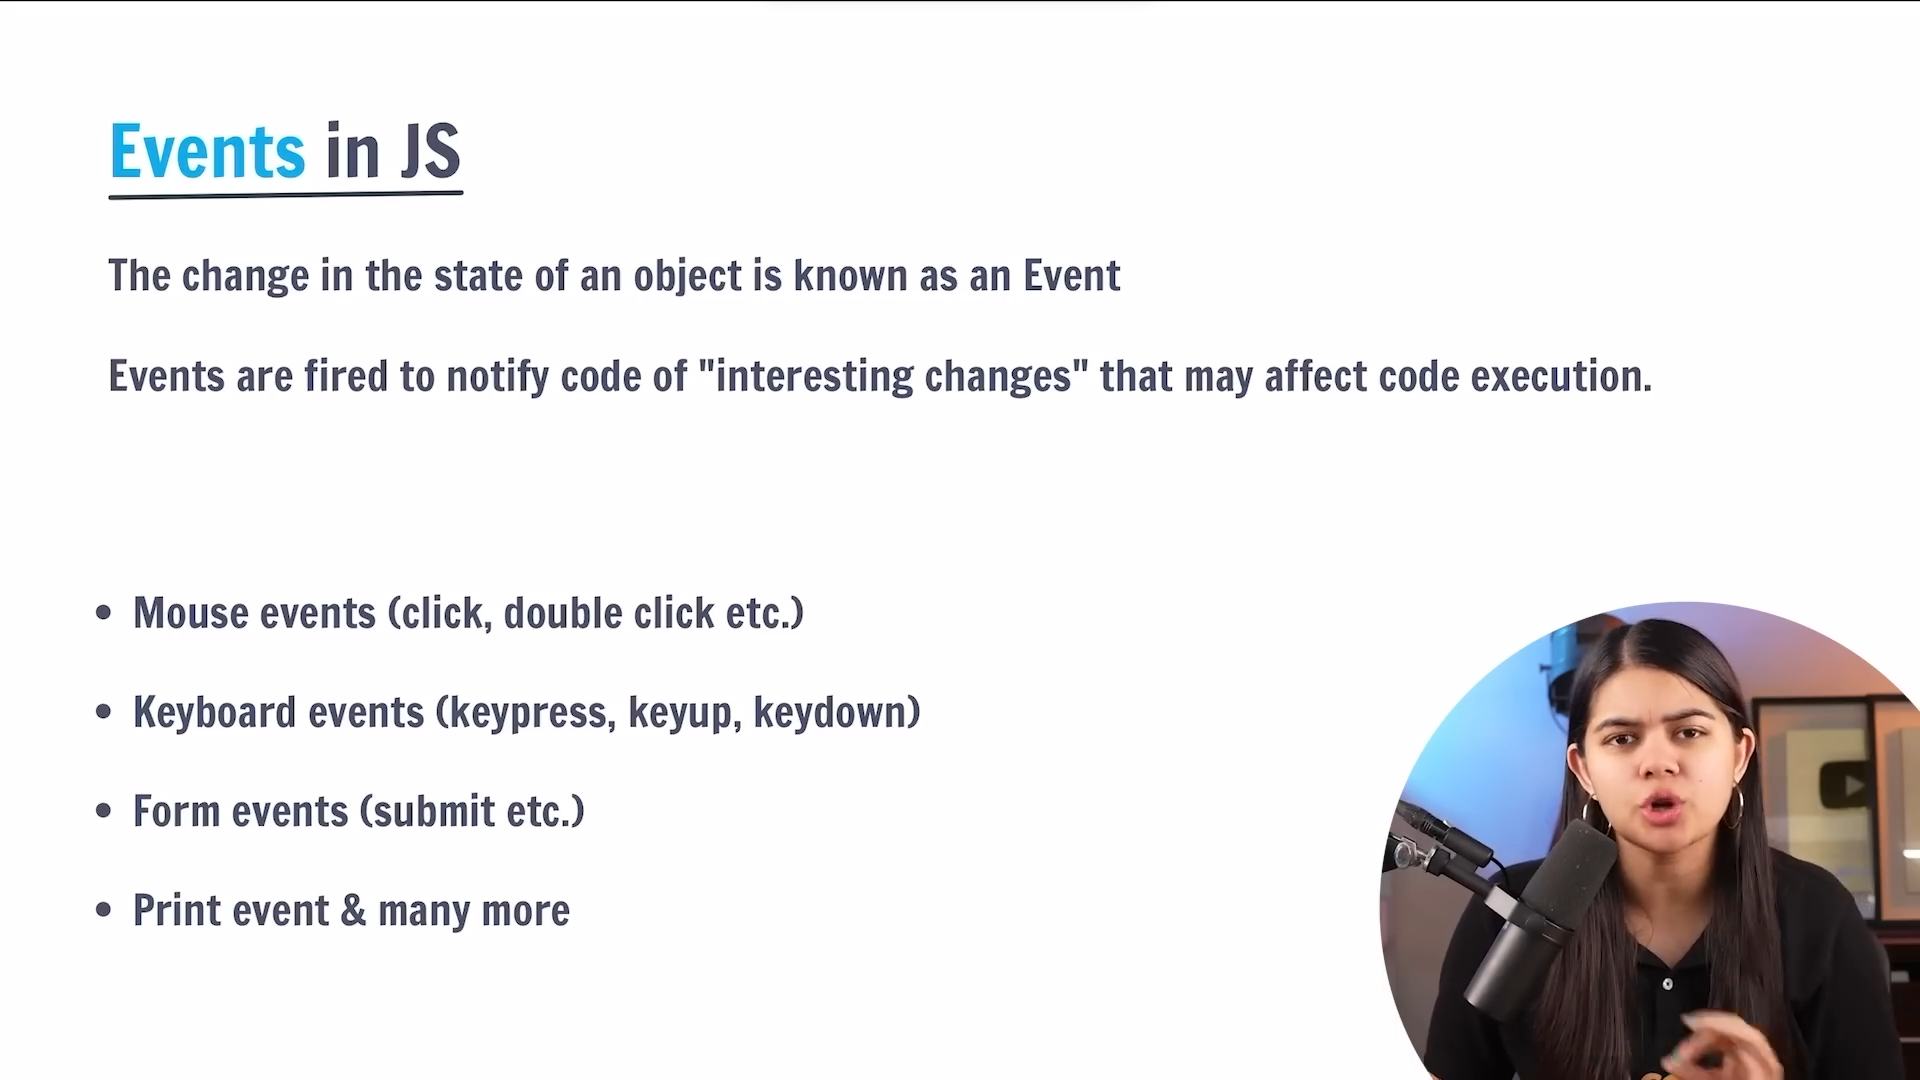 Events in JS
The change in the state of an object is known as an Event
Events are fired to notify code of "interesting changes" that may affect code execution.
• Mouse events (click, double click etc.)
• Keyboard events (keypress, keyup, keydown)
• Form events (submit etc.)
• Print event & many more